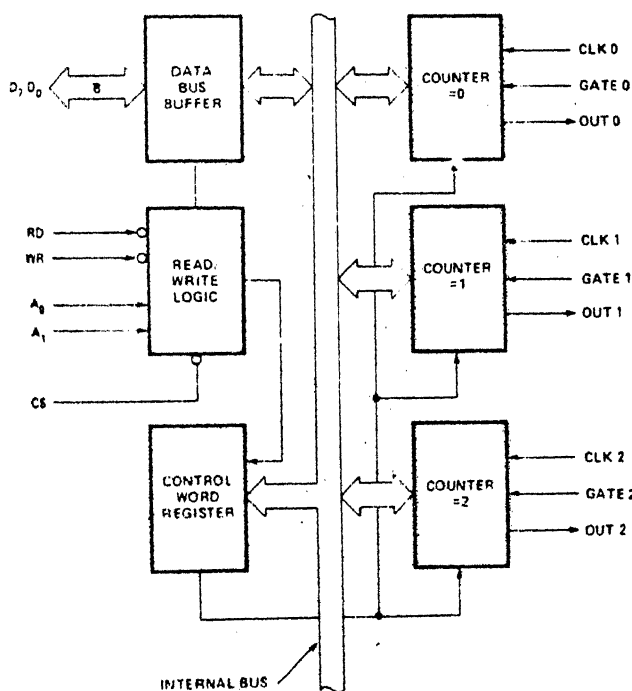 DATA
BUS
BUFFER
D, D0
8
COUNTER
=0
CLK 0
GATE 0
OUT 0
RD
WR
A0
A1
CS
READ/
WRITE
LOGIC
COUNTER
=1
CLK 1
GATE 1
OUT 1
CONTROL
WORD
REGISTER
COUNTER
=2
CLK 2
GATE 2
OUT 2
INTERNAL BUS